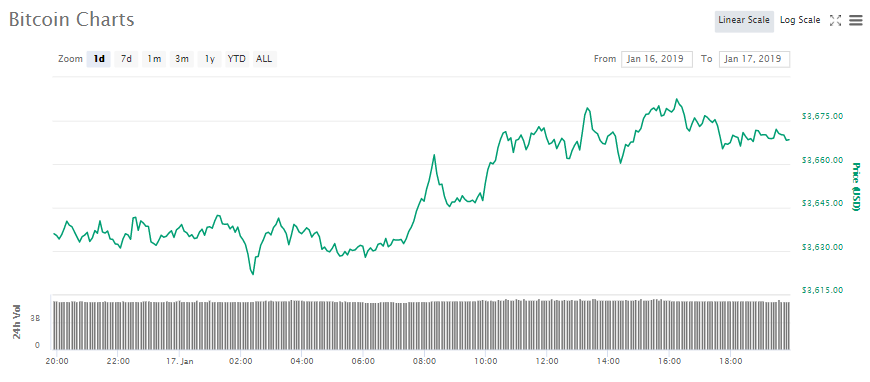 Bitcoin Charts
Linear Scale Log Scale
Zoom 1d 7d 1m 3m 1y YTD ALL From Jan 16, 2019 To Jan 17, 2019
$3,675.00
$3,660.00
$3,645.00
$3,630.00
$3,615.00
Price (USD)
24h Vol
3B
0
20:00 22:00 17. Jan 02:00 04:00 06:00 08:00 10:00 12:00 14:00 16:00 18:00